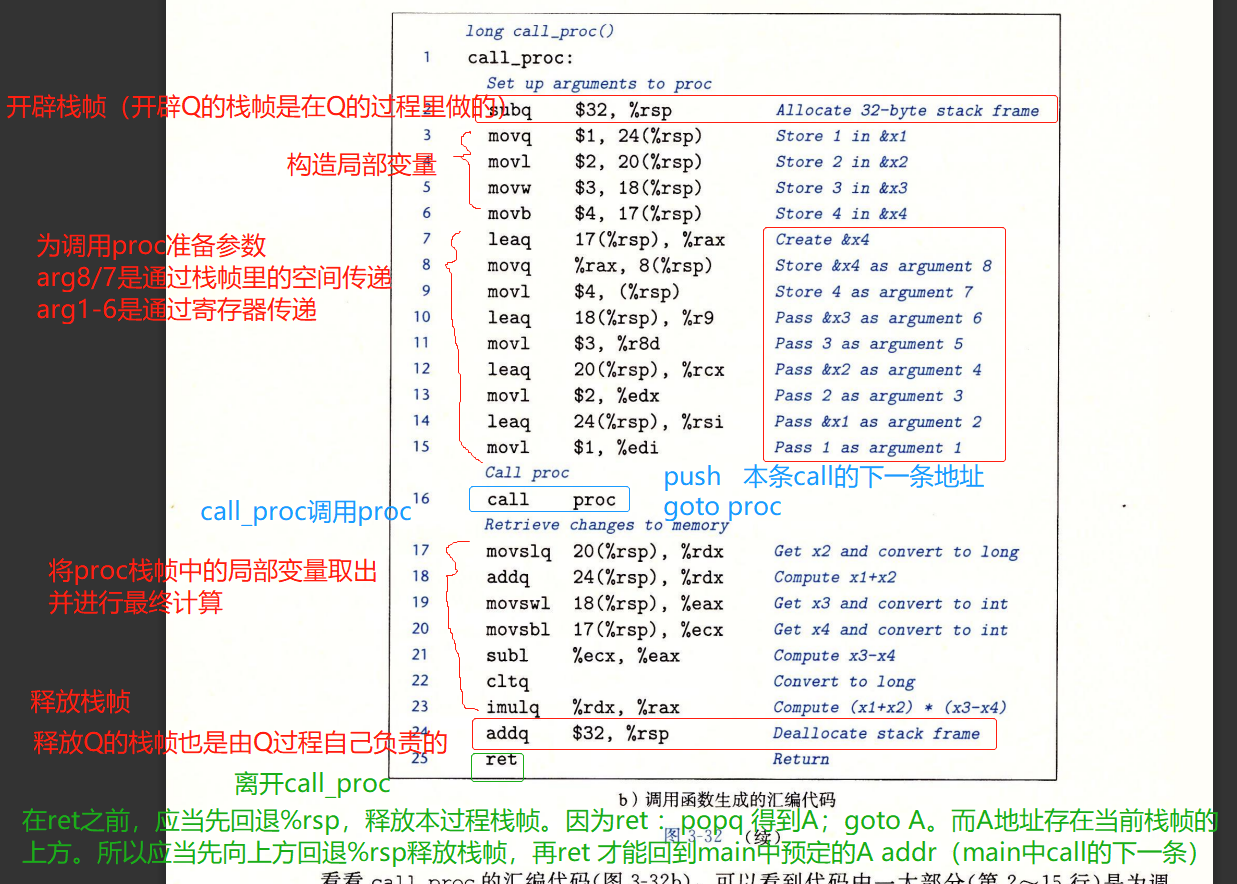 long call_proc()
1 call_proc:
Set up arguments to proc
开辟栈帧（开辟Q的栈帧是在Q的过程里做的）
2 subq $32, %rsp Allocate 32-byte stack frame
3 movq $1, 24(%rsp) Store 1 in &x1
构造局部变量
4 movl $2, 20(%rsp) Store 2 in &x2
5 movw $3, 18(%rsp) Store 3 in &x3
6 movb $4, 17(%rsp) Store 4 in &x4
为调用proc准备参数
arg8/7是通过栈帧里的空间传递
arg1-6是通过寄存器传递
7 leaq 17(%rsp), %rax Create &x4
8 movq %rax, 8(%rsp) Store &x4 as argument 8
9 movl $4, (%rsp) Store 4 as argument 7
10 leaq 18(%rsp), %r9 Pass &x3 as argument 6
11 movl $3, %r8d Pass 3 as argument 5
12 leaq 20(%rsp), %rcx Pass &x2 as argument 4
13 movl $2, %edx Pass 2 as argument 3
14 leaq 24(%rsp), %rsi Pass &x1 as argument 2
15 movl $1, %edi Pass 1 as argument 1
Call proc
16 call proc
push 本条call的下一条地址
goto proc
call_proc调用proc
Retrieve changes to memory
17 movslq 20(%rsp), %rdx Get x2 and convert to long
将proc栈帧中的局部变量取出
并进行最终计算
18 addq 24(%rsp), %rdx Compute x1+x2
19 movswl 18(%rsp), %eax Get x3 and convert to int
20 movsbl 17(%rsp), %ecx Get x4 and convert to int
21 subl %ecx, %eax Compute x3-x4
22 cltq Convert to long
23 imulq %rdx, %rax Compute (x1+x2) * (x3-x4)
释放栈帧
释放Q的栈帧也是由Q过程自己负责的
24 addq $32, %rsp Deallocate stack frame
25 ret Return
离开call_proc
b）调用函数生成的汇编代码
在ret之前，应当先回退%rsp，释放本过程栈帧。因为ret：popq 得到A；goto A。而A地址存在当前栈帧的
上方。所以应当先向上方回退%rsp释放栈帧，再ret 才能回到main中预定的A addr（main中call的下一条）
图 3-32 （续）
看看 call_proc 的汇编代码(图 3-32b)，可以看到代码中一大部分(第 2～15 行)是为调